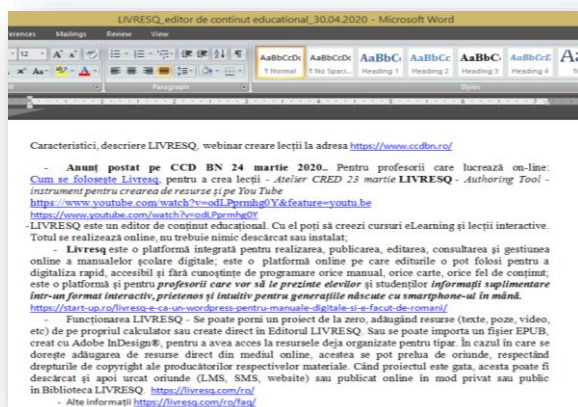 LIVRESQ_editor de continut educational_30.04.2020 - Microsoft Word
erences Mailings Review View
12 A A Aa
Paragraph Styles
AaBbCcDc AaBbCcDc AaBbC AaBbCc AaBbC AaBbCcD
¶ Normal ¶ No Spaci... Heading 1 Heading 2 Heading 3 Heading 4
Caracteristici, descriere LIVRESQ, webinar creare lecții la adresa https://www.ccdbn.ro/
- Anunț postat pe CCD BN 24 martie 2020.. Pentru profesorii care lucrează on-line:
Cum se folosește Livresq, pentru a crea lecții - Atelier CRED 23 martie LIVRESQ - Authoring Tool -
instrument pentru crearea de resurse și pe You Tube
https://www.youtube.com/watch?v=odLPprmhg0Y&feature=youtu.be
https://www.youtube.com/watch?v=odLPprmhg0Y
-LIVRESQ este un editor de conținut educațional. Cu el poți să creezi cursuri eLearning și lecții interactive.
Totul se realizează online, nu trebuie nimic descărcat sau instalat;
- Livresq este o platformă integrată pentru realizarea, publicarea, editarea, consultarea și gestiunea
online a manualelor școlare digitale; este o platformă online pe care editurile o pot folosi pentru a
digitaliza rapid, accesibil și fără cunoștințe de programare orice manual, orice carte, orice fel de conținut;
este o platformă și pentru profesorii care vor să le prezinte elevilor și studenților informații suplimentare
într-un format interactiv, prietenos și intuitiv pentru generațiile născute cu smartphone-ul în mână.
https://start-up.ro/livresq-e-ca-un-wordpress-pentru-manuale-digitale-si-e-facut-de-romani/
- Funcționarea LIVRESQ - Se poate porni un proiect de la zero, adăugând resurse (texte, poze, video,
etc) de pe propriul calculator sau create direct în Editorul LIVRESQ. Sau se poate importa un fișier EPUB,
creat cu Adobe InDesign®, pentru a avea acces la resursele deja organizate pentru tipar. În cazul în care se
dorește adăugarea de resurse direct din mediul online, acestea se pot prelua de oriunde, respectând
drepturile de copyright ale producătorilor respectivelor materiale. Când proiectul este gata, acesta poate fi
descărcat și apoi urcat oriunde (LMS, SMS, website) sau publicat online în mod privat sau public
în Biblioteca LIVRESQ. https://livresq.com/ro/
- Alte informații https://livresq.com/ro/faq/